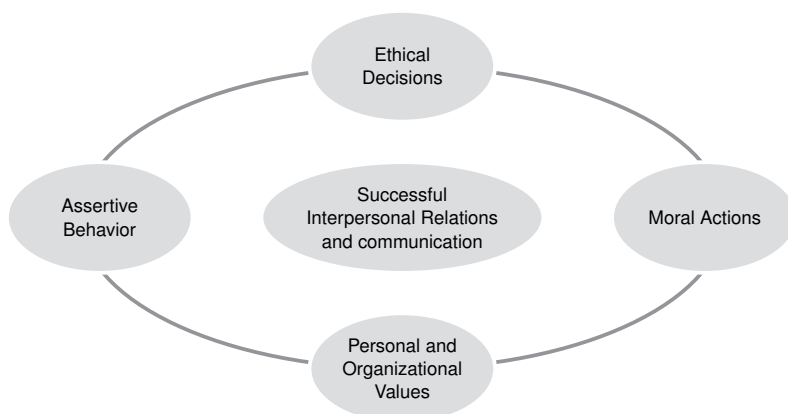 Ethical
Decisions
Assertive
Behavior
Successful
Interpersonal Relations
and communication
Moral Actions
Personal and
Organizational
Values